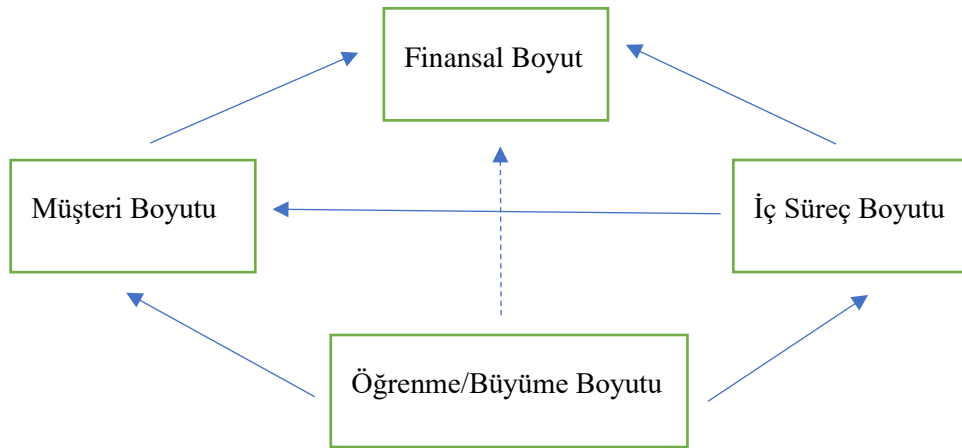 Finansal Boyut
Müşteri Boyutu
İç Süreç Boyutu
Öğrenme/Büyüme Boyutu